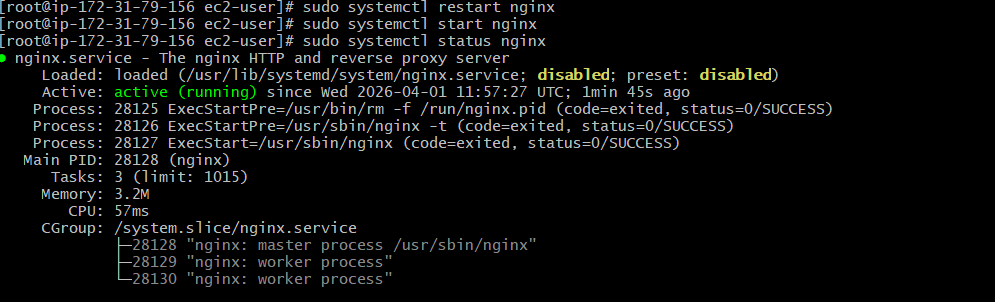 [root@ip-172-31-79-156 ec2-user]# sudo systemctl restart nginx
[root@ip-172-31-79-156 ec2-user]# sudo systemctl start nginx
[root@ip-172-31-79-156 ec2-user]# sudo systemctl status nginx
● nginx.service - The nginx HTTP and reverse proxy server
     Loaded: loaded (/usr/lib/systemd/system/nginx.service; disabled; preset: disabled)
     Active: active (running) since Wed 2026-04-01 11:57:27 UTC; 1min 45s ago
    Process: 28125 ExecStartPre=/usr/bin/rm -f /run/nginx.pid (code=exited, status=0/SUCCESS)
    Process: 28126 ExecStartPre=/usr/sbin/nginx -t (code=exited, status=0/SUCCESS)
    Process: 28127 ExecStart=/usr/sbin/nginx (code=exited, status=0/SUCCESS)
   Main PID: 28128 (nginx)
      Tasks: 3 (limit: 1015)
     Memory: 3.2M
        CPU: 57ms
     CGroup: /system.slice/nginx.service
             ├─28128 "nginx: master process /usr/sbin/nginx"
             ├─28129 "nginx: worker process"
             └─28130 "nginx: worker process"